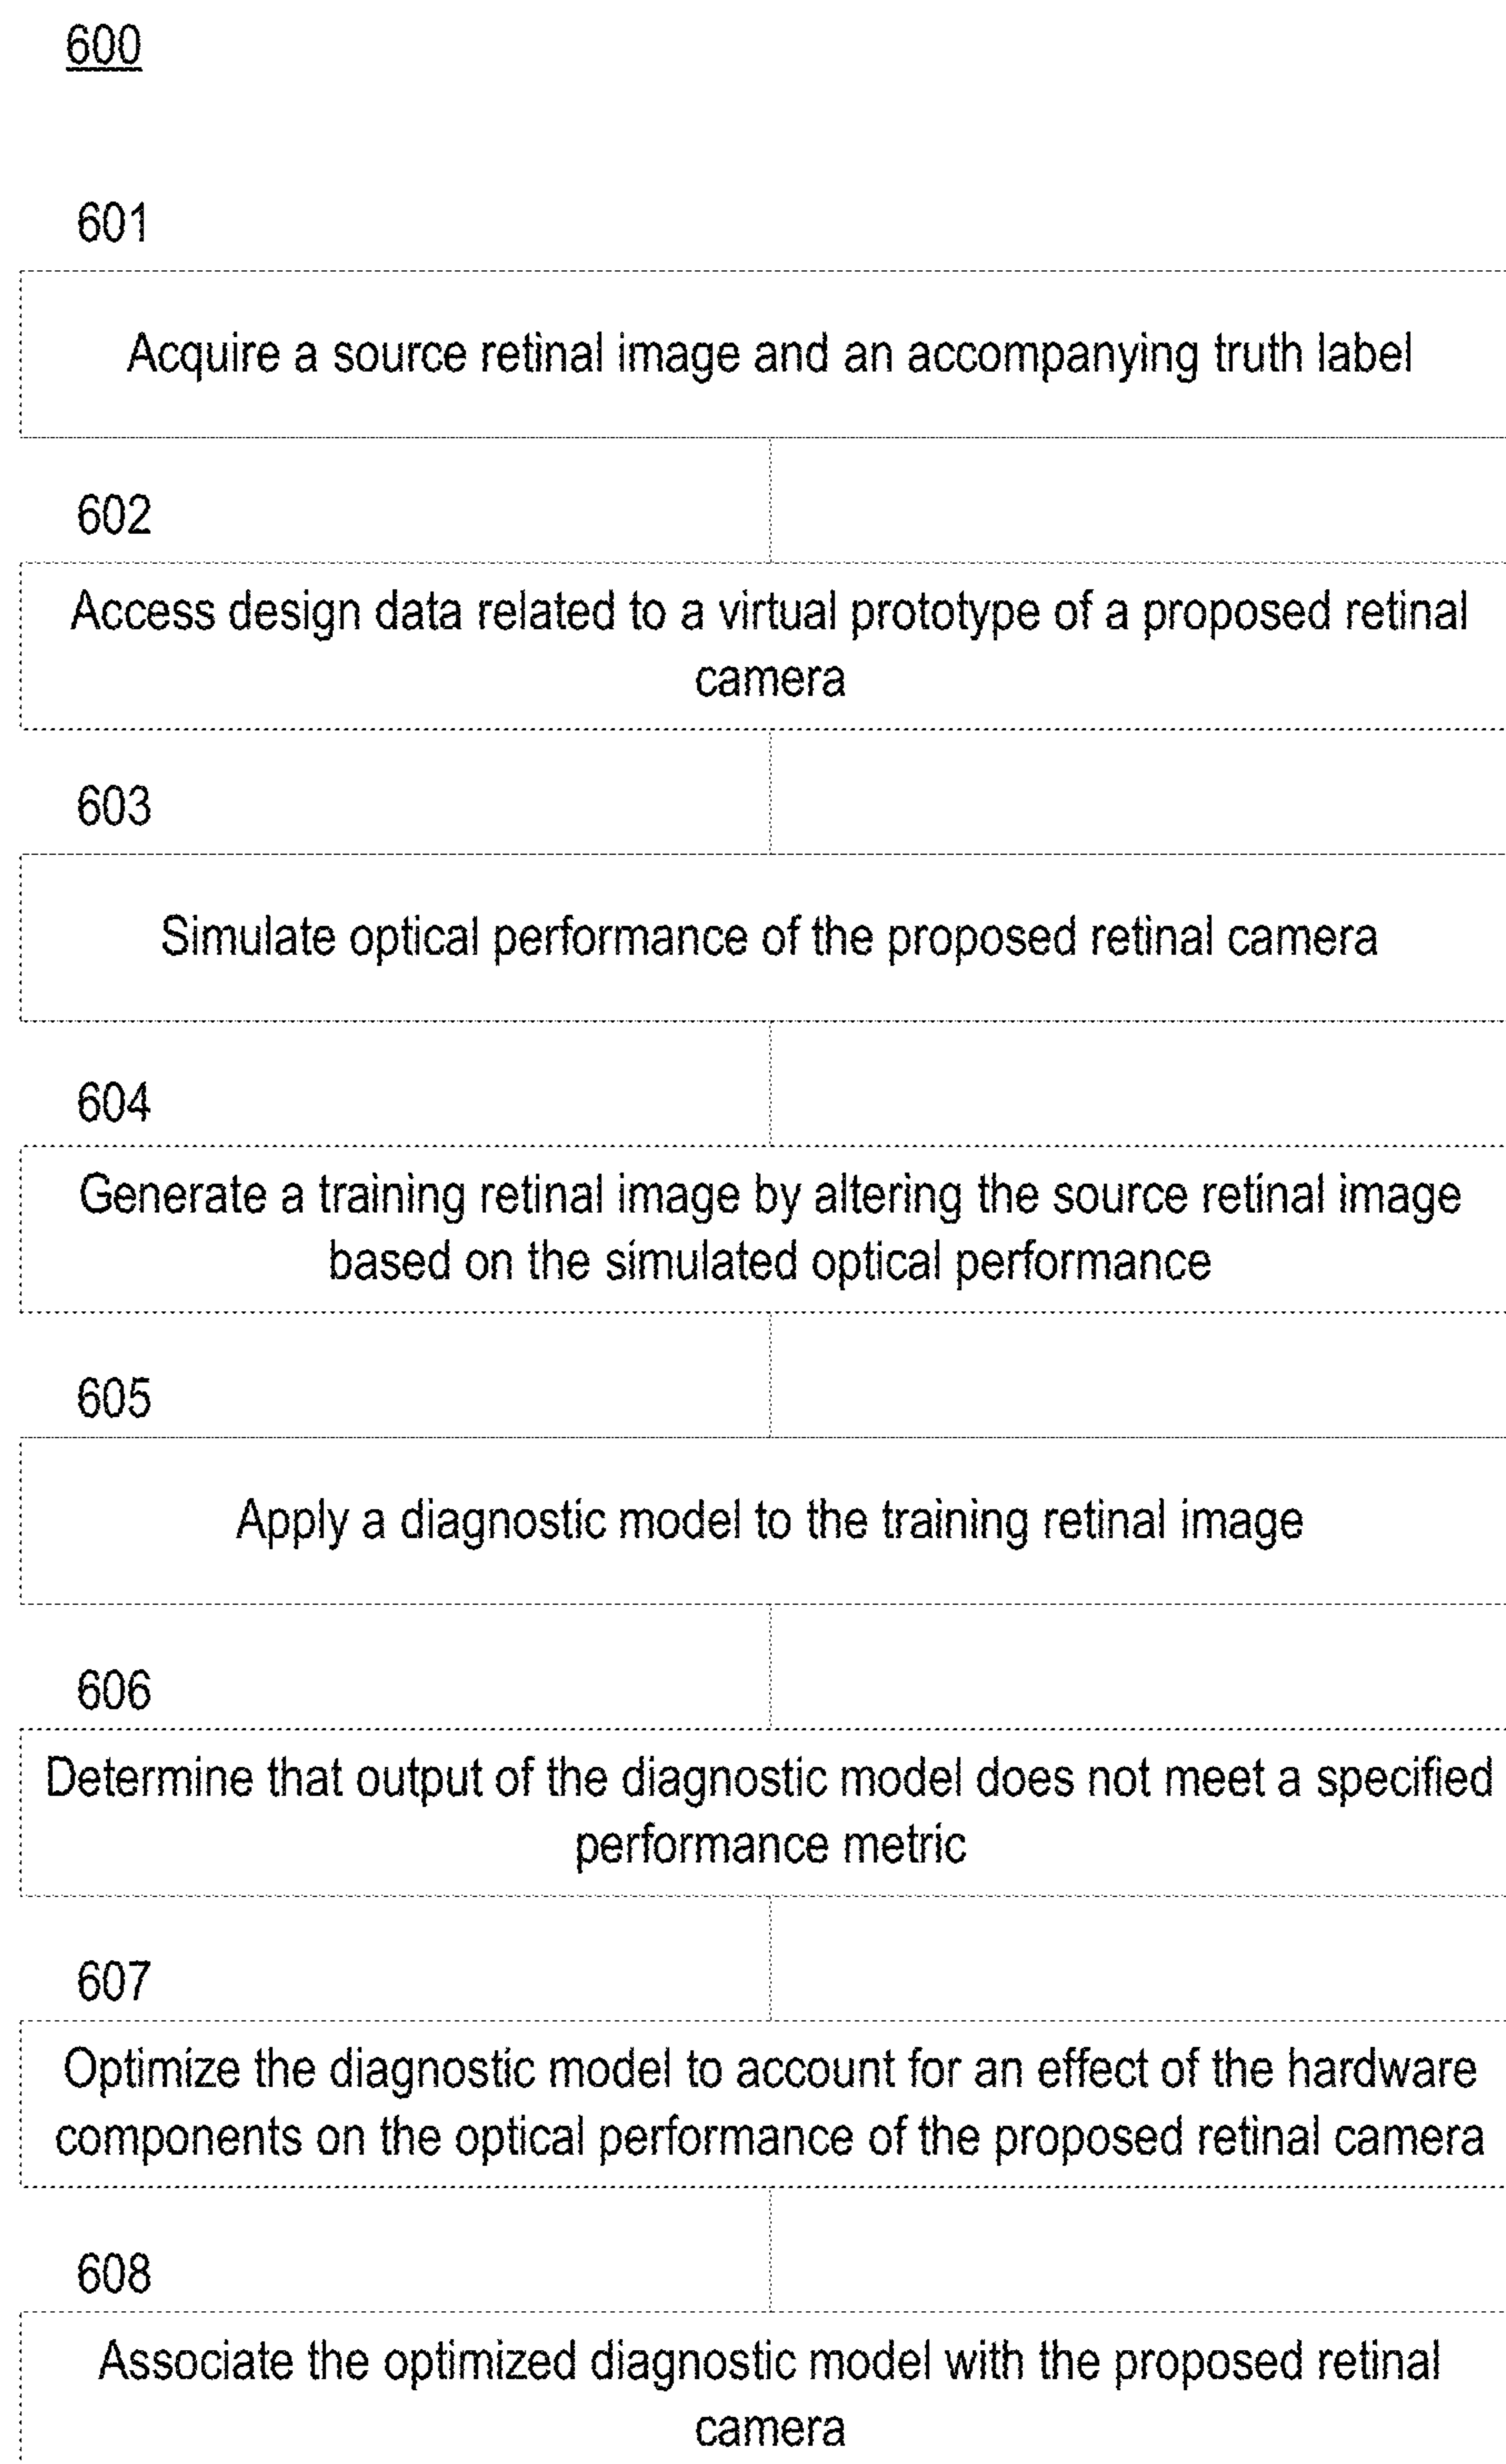 600
601
Acquire a source retinal image and an accompanying truth label
602
Access design data related to a virtual prototype of a proposed retinal
camera
603
Simulate optical performance of the proposed retinal camera
604
Generate a training retinal image by altering the source retinal image
based on the simulated optical performance
605
Apply a diagnostic model to the training retinal image
606
Determine that output of the diagnostic model does not meet a specified
performance metric
607
Optimize the diagnostic model to account for an effect of the hardware
components on the optical performance of the proposed retinal camera
608
Associate the optimized diagnostic model with the proposed retinal
camera